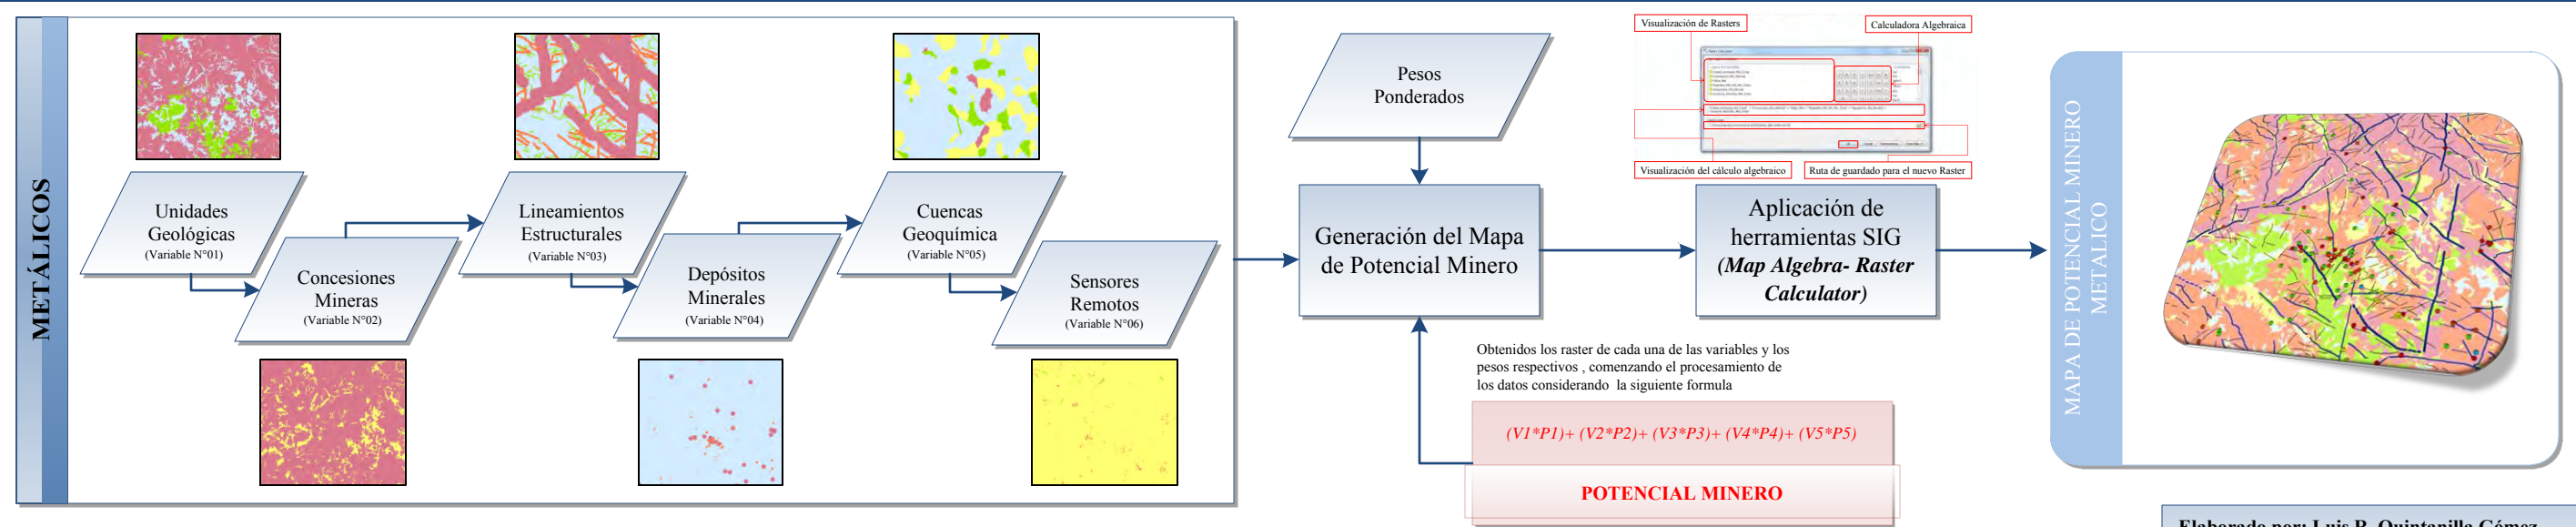 METÁLICOS
Unidades
Geológicas
(Variable N°01)
Concesiones
Mineras
(Variable N°02)
Lineamientos
Estructurales
(Variable N°03)
Depósitos
Minerales
(Variable N°04)
Cuencas
Geoquímica
(Variable N°05)
Sensores
Remotos
(Variable N°06)
Pesos
Ponderados
Generación del Mapa
de Potencial Minero
Obtenidos los raster de cada una de las variables y los
pesos respectivos , comenzando el procesamiento de
los datos considerando la siguiente formula
(V1*P1)+ (V2*P2)+ (V3*P3)+ (V4*P4)+ (V5*P5)
POTENCIAL MINERO
Visualización de Rasters
Calculadora Algebraica
Visualización del cálculo algebraico
Ruta de guardado para el nuevo Raster
Aplicación de
herramientas SIG
(Map Algebra- Raster
Calculator)
MAPA DE POTENCIAL MINERO
METALICO
Elaborado por: Luis R. Quintanilla Gómez